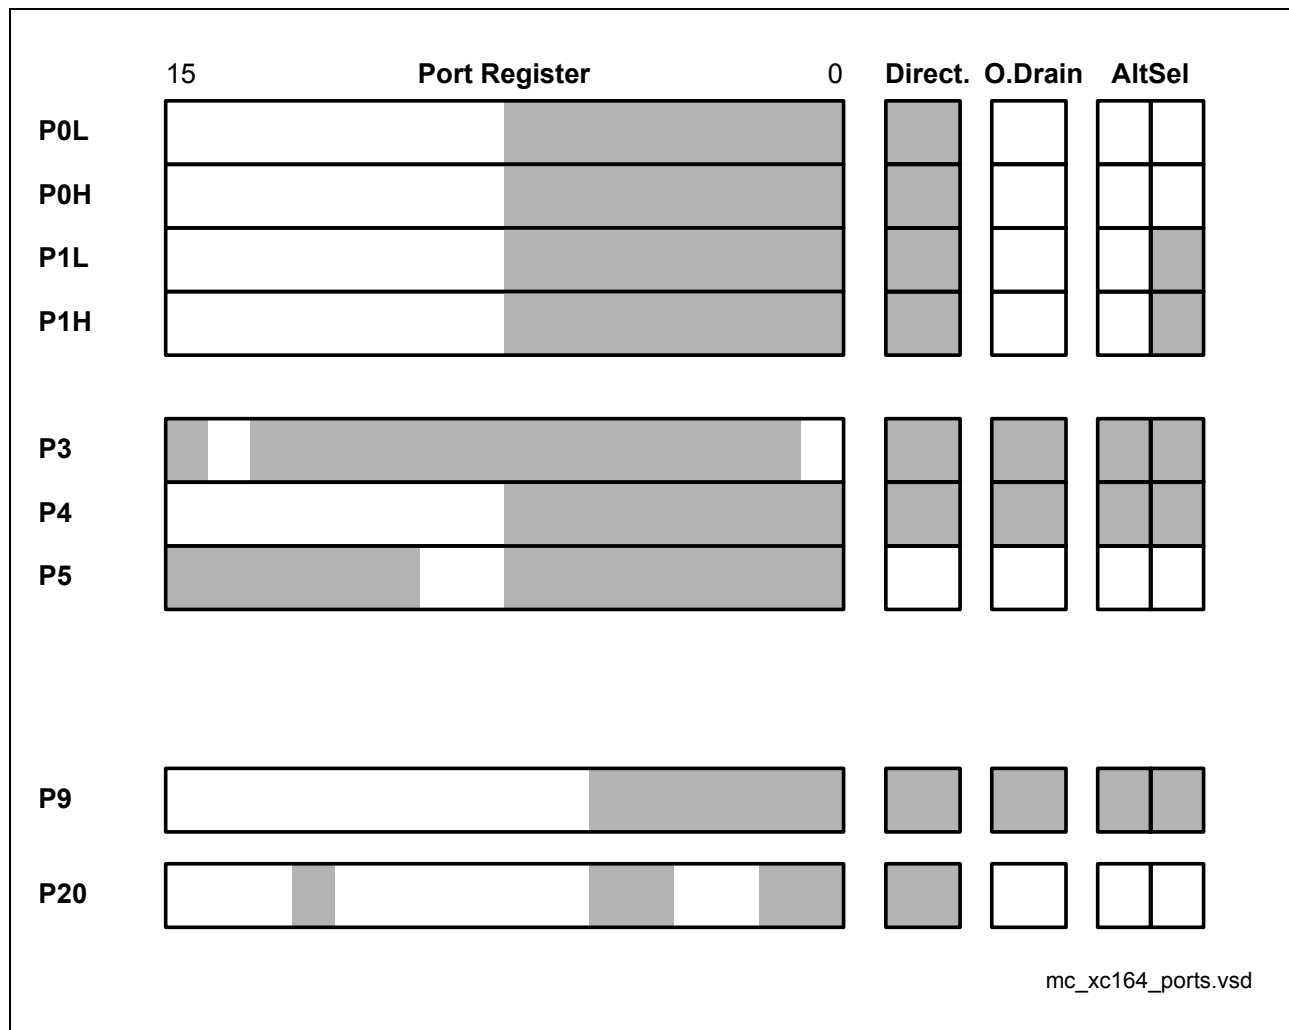 15 Port Register 0 Direct. O.Drain AltSel
P0L
P0H
P1L
P1H
P3
P4
P5
P9
P20
mc_xc164_ports.vsd